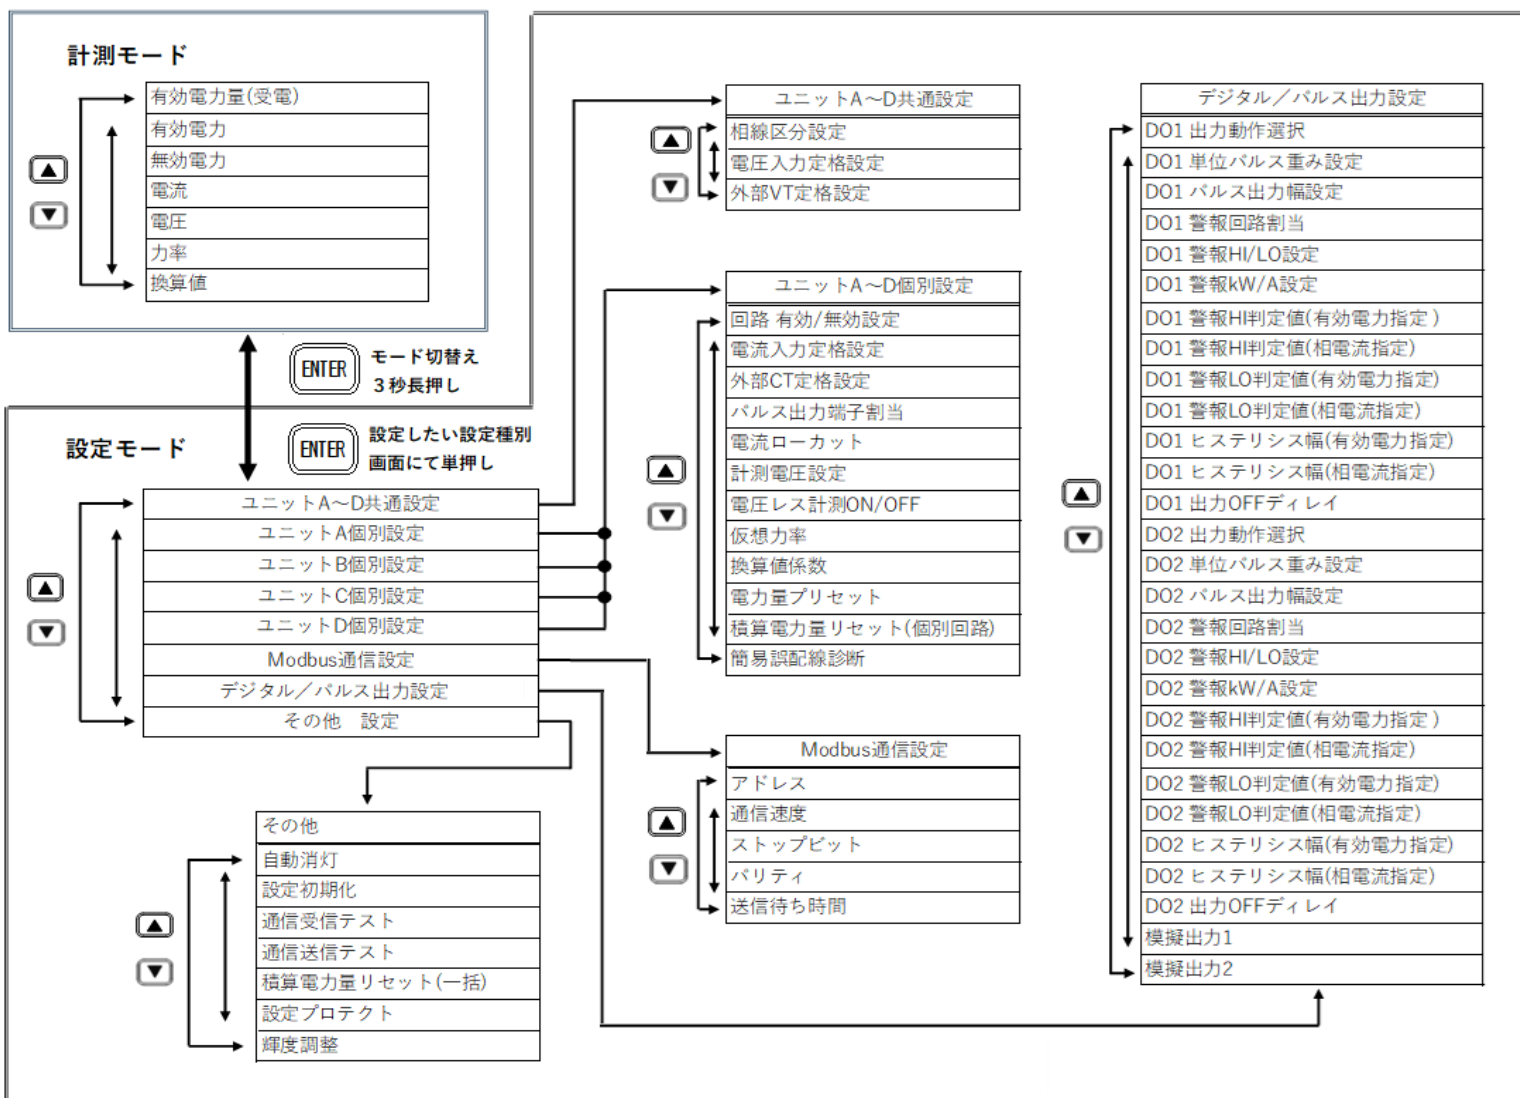 計測モード
有効電力量(受電)
有効電力
無効電力
電流
電圧
力率
換算値
ENTER
モード切替え
3秒長押し
設定モード
ENTER
設定したい設定種別
画面にて単押し
ユニットA～D共通設定
ユニットA個別設定
ユニットB個別設定
ユニットC個別設定
ユニットD個別設定
Modbus通信設定
デジタル／パルス出力設定
その他　設定
その他
自動消灯
設定初期化
通信受信テスト
通信送信テスト
積算電力量リセット(一括)
設定プロテクト
輝度調整
ユニットA～D共通設定
相線区分設定
電圧入力定格設定
外部VT定格設定
ユニットA～D個別設定
回路 有効/無効設定
電流入力定格設定
外部CT定格設定
パルス出力端子割当
電流ローカット
計測電圧設定
電圧レス計測ON/OFF
仮想力率
換算値係数
電力量プリセット
積算電力量リセット(個別回路)
簡易誤配線診断
Modbus通信設定
アドレス
通信速度
ストップビット
パリティ
送信待ち時間
デジタル／パルス出力設定
DO1 出力動作選択
DO1 単位パルス重み設定
DO1 パルス出力幅設定
DO1 警報回路割当
DO1 警報HI/LO設定
DO1 警報kW/A設定
DO1 警報HI判定値(有効電力指定 )
DO1 警報HI判定値(相電流指定)
DO1 警報LO判定値(有効電力指定)
DO1 警報LO判定値(相電流指定)
DO1 ヒステリシス幅(有効電力指定)
DO1 ヒステリシス幅(相電流指定)
DO1 出力OFFディレイ
DO2 出力動作選択
DO2 単位パルス重み設定
DO2 パルス出力幅設定
DO2 警報回路割当
DO2 警報HI/LO設定
DO2 警報kW/A設定
DO2 警報HI判定値(有効電力指定 )
DO2 警報HI判定値(相電流指定)
DO2 警報LO判定値(有効電力指定)
DO2 警報LO判定値(相電流指定)
DO2 ヒステリシス幅(有効電力指定)
DO2 ヒステリシス幅(相電流指定)
DO2 出力OFFディレイ
模擬出力1
模擬出力2